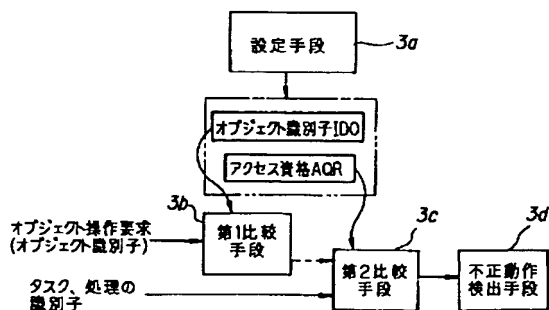 設定手段
3a
オブジェクト識別子IDO
アクセス資格AQR
3b
オブジェクト操作要求
(オブジェクト識別子)
第1比較
手段
3c
3d
タスク、処理の
識別子
第2比較
手段
不正動作
検出手段